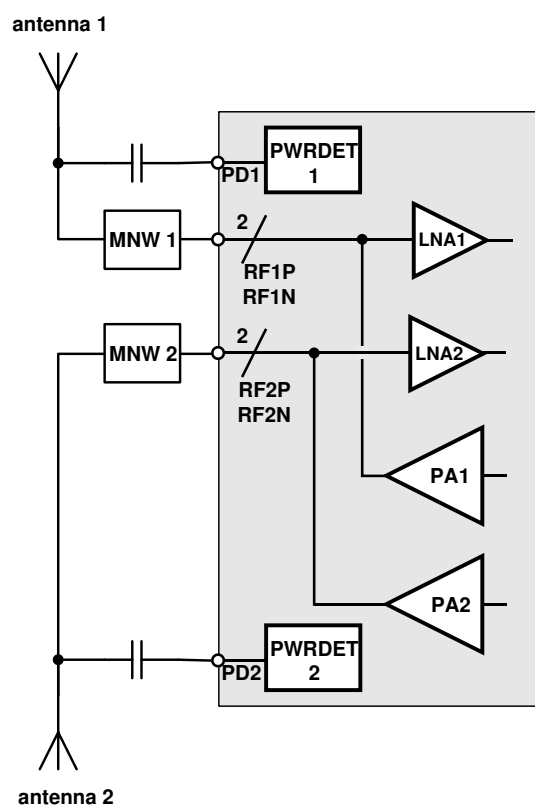 antenna 1
PWRDET
1
PD1
2
MNW 1
LNA1
RF1P
RF1N
2
MNW 2
LNA2
RF2P
RF2N
PA1
PA2
PWRDET
2
PD2
antenna 2